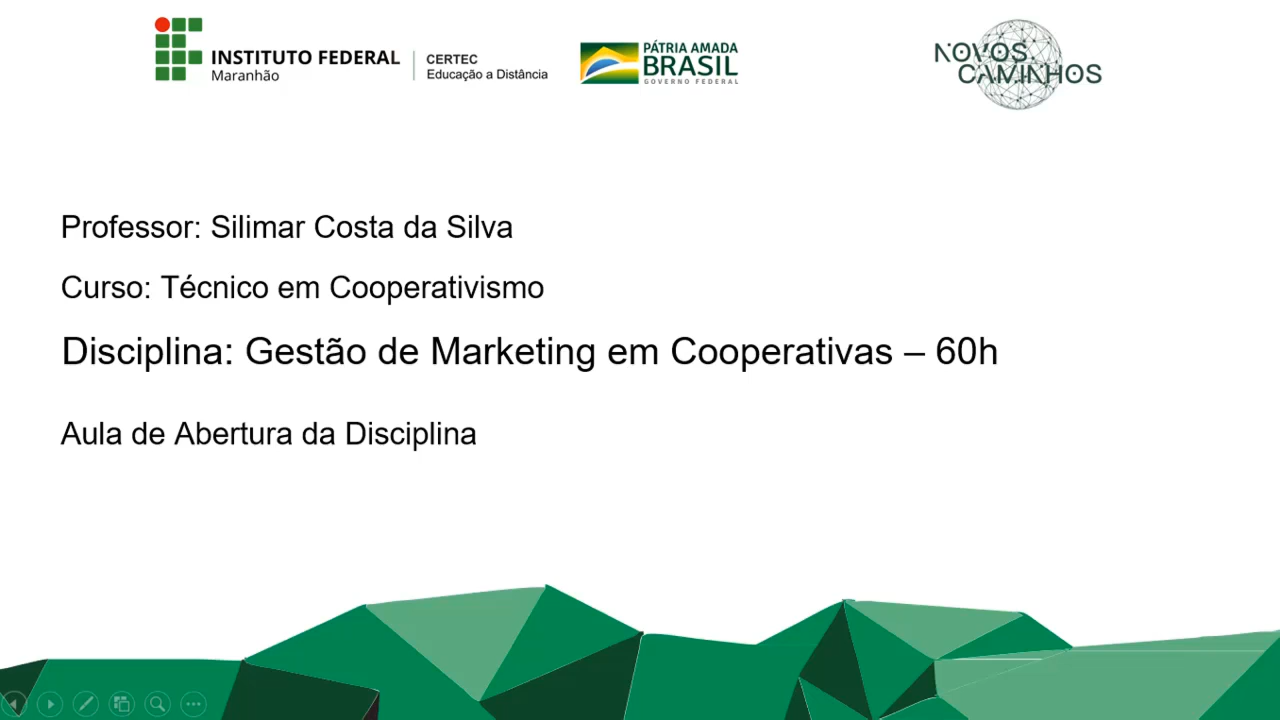 INSTITUTO FEDERAL
Maranhão
CERTEC
Educação a Distância
PÁTRIA AMADA
BRASIL
GOVERNO FEDERAL
NOVOS
CAMINHOS
Professor: Silimar Costa da Silva
Curso: Técnico em Cooperativismo
Disciplina: Gestão de Marketing em Cooperativas – 60h
Aula de Abertura da Disciplina